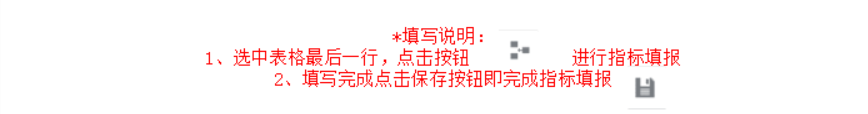 *填写说明：
1、选中表格最后一行，点击按钮 进行指标填报
2、填写完成点击保存按钮即完成指标填报